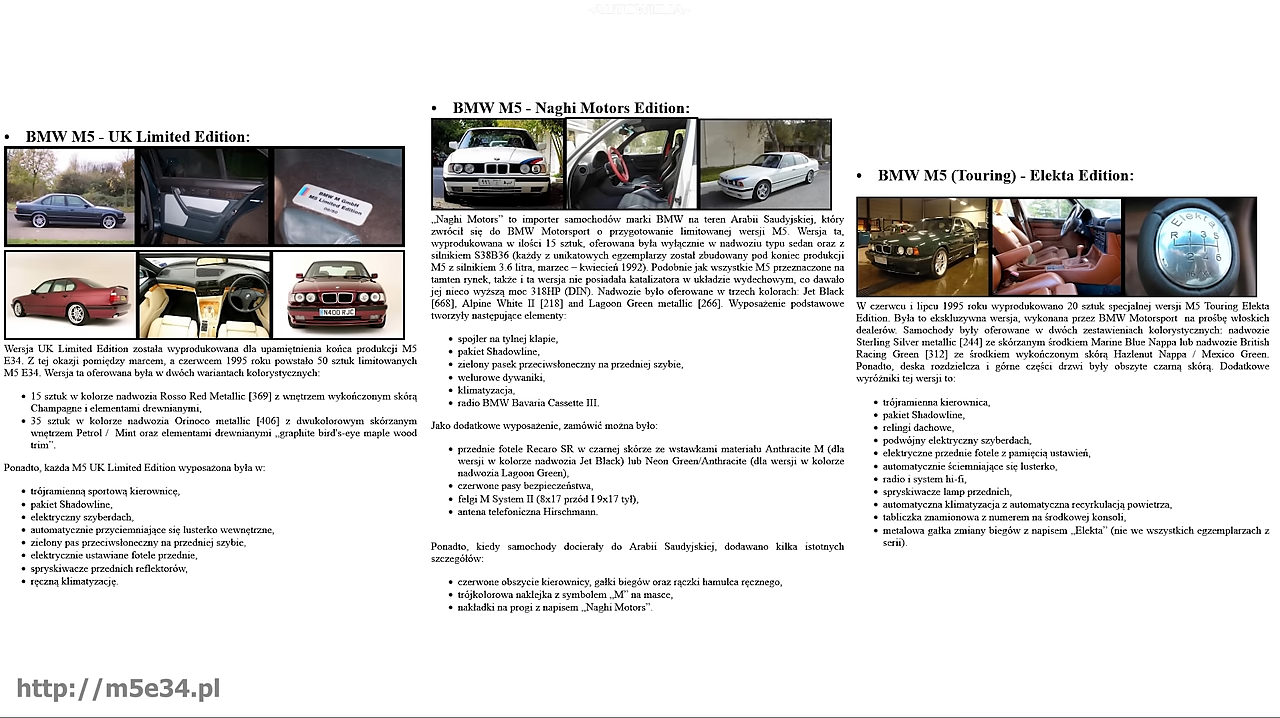 • BMW M5 - UK Limited Edition:
BMW M GmbH
M5 Limited Edition
N400 RJC
Wersja UK Limited Edition została wyprodukowana dla upamiętnienia końca produkcji M5
E34. Z tej okazji pomiędzy marcem, a czerwcem 1995 roku powstało 50 sztuk limitowanych
M5 E34. Wersja ta oferowana była w dwóch wariantach kolorystycznych:
• 15 sztuk w kolorze nadwozia Rosso Red Metallic [369] z wnętrzem wykończonym skórą
Champagne i elementami drewnianymi,
• 35 sztuk w kolorze nadwozia Orinoco metallic [406] z dwukolorowym skórzanym
wnętrzem Petrol / Mint oraz elementami drewnianymi „graphite bird's-eye maple wood
trim”.
Ponadto, każda M5 UK Limited Edition wyposażona była w:
• trójramienną sportową kierownicę,
• pakiet Shadowline,
• elektryczny szyberdach,
• automatycznie przyciemniające się lusterko wewnętrzne,
• zielony pas przeciwsłoneczny na przedniej szybie,
• elektrycznie ustawiane fotele przednie,
• spryskiwacze przednich reflektorów,
• ręczną klimatyzację.
• BMW M5 - Naghi Motors Edition:
„Naghi Motors” to importer samochodów marki BMW na teren Arabii Saudyjskiej, który
zwrócił się do BMW Motorsport o przygotowanie limitowanej wersji M5. Wersja ta,
wyprodukowana w ilości 15 sztuk, oferowana była wyłącznie w nadwoziu typu sedan oraz z
silnikiem S38B36 (każdy z unikatowych egzemplarzy został zbudowany pod koniec produkcji
M5 z silnikiem 3.6 litra, marzec – kwiecień 1992). Podobnie jak wszystkie M5 przeznaczone na
tamten rynek, także i ta wersja nie posiadała katalizatora w układzie wydechowym, co dawało
jej nieco wyższą moc 318HP (DIN). Nadwozie było oferowane w trzech kolorach: Jet Black
[668], Alpine White II [218] and Lagoon Green metallic [266]. Wyposażenie podstawowe
tworzyły następujące elementy:
• spojler na tylnej klapie,
• pakiet Shadowline,
• zielony pasek przeciwsłoneczny na przedniej szybie,
• welurowe dywaniki,
• klimatyzacja,
• radio BMW Bavaria Cassette III.
Jako dodatkowe wyposażenie, zamówić można było:
• przednie fotele Recaro SR w czarnej skórze ze wstawkami materiału Anthracite M (dla
wersji w kolorze nadwozia Jet Black) lub Neon Green/Anthracite (dla wersji w kolorze
nadwozia Lagoon Green),
• czerwone pasy bezpieczeństwa,
• felgi M System II (8x17 przód I 9x17 tył),
• antena telefoniczna Hirschmann.
Ponadto, kiedy samochody docierały do Arabii Saudyjskiej, dodawano kilka istotnych
szczegółów:
• czerwone obszycie kierownicy, gałki biegów oraz rączki hamulca ręcznego,
• trójkolorowa naklejka z symbolem „M” na masce,
• nakładki na progi z napisem „Naghi Motors”.
• BMW M5 (Touring) - Elekta Edition:
Elekta
R 1 3 5
2 4 6
W czerwcu i lipcu 1995 roku wyprodukowano 20 sztuk specjalnej wersji M5 Touring Elekta
Edition. Była to ekskluzywna wersja, wykonana przez BMW Motorsport na prośbę włoskich
dealerów. Samochody były oferowane w dwóch zestawieniach kolorystycznych: nadwozie
Sterling Silver metallic [244] ze skórzanym środkiem Marine Blue Nappa lub nadwozie British
Racing Green [312] ze środkiem wykończonym skórą Hazlenut Nappa / Mexico Green.
Ponadto, deska rozdzielcza i górne części drzwi były obszyte czarną skórą. Dodatkowe
wyróżniki tej wersji to:
• trójramienna kierownica,
• pakiet Shadowline,
• relingi dachowe,
• podwójny elektryczny szyberdach,
• elektryczne przednie fotele z pamięcią ustawień,
• automatycznie ściemniające się lusterko,
• radio i system hi-fi,
• spryskiwacze lamp przednich,
• automatyczna klimatyzacja z automatyczna recyrkulacją powietrza,
• tabliczka znamionowa z numerem na środkowej konsoli,
• metalowa gałka zmiany biegów z napisem „Elekta” (nie we wszystkich egzemplarzach z
serii).
http://m5e34.pl